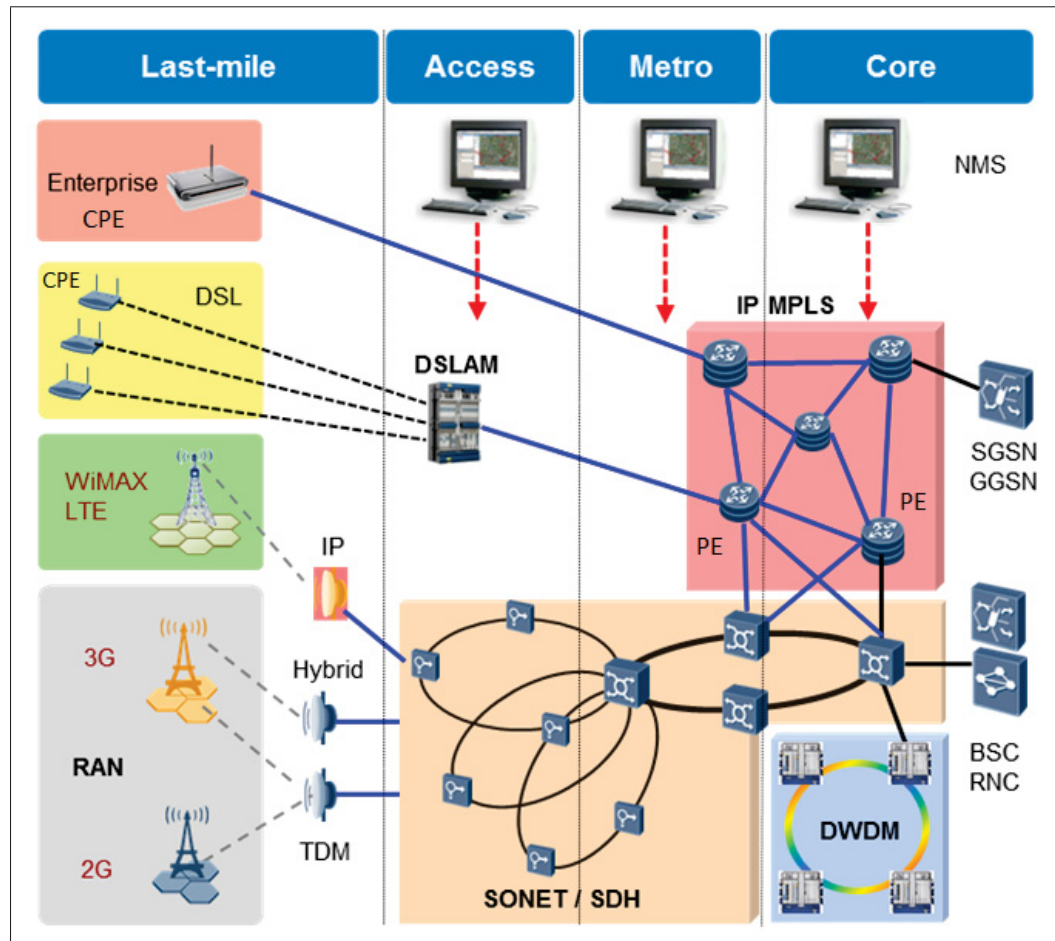 Last-mile
Access
Metro
Core
Enterprise
CPE
NMS
CPE
DSL
IP MPLS
DSLAM
SGSN
GGSN
WiMAX
LTE
PE
PE
IP
3G
Hybrid
RAN
BSC
RNC
DWDM
TDM
2G
SONET / SDH